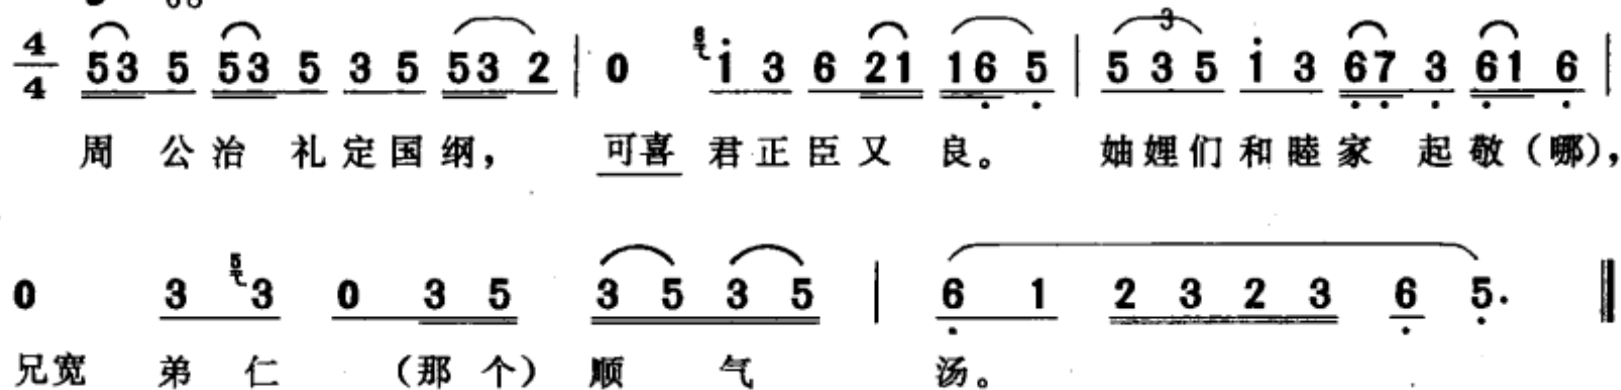 4/4 53 5 53 5 3 5 53 2 | 0 6 i 3 6 21 16 5 | 5 3 5 i 3 67 3 61 6 |
周 公 治 礼 定 国 纲， 可喜 君 正 臣 又 良。 妯 娌 们 和 睦 家 起 敬（哪），
0 3 5 3 0 3 5 3 5 3 5 | 6 1 2 3 2 3 6 5.
兄宽 弟 仁 （那 个） 顺 气 汤。